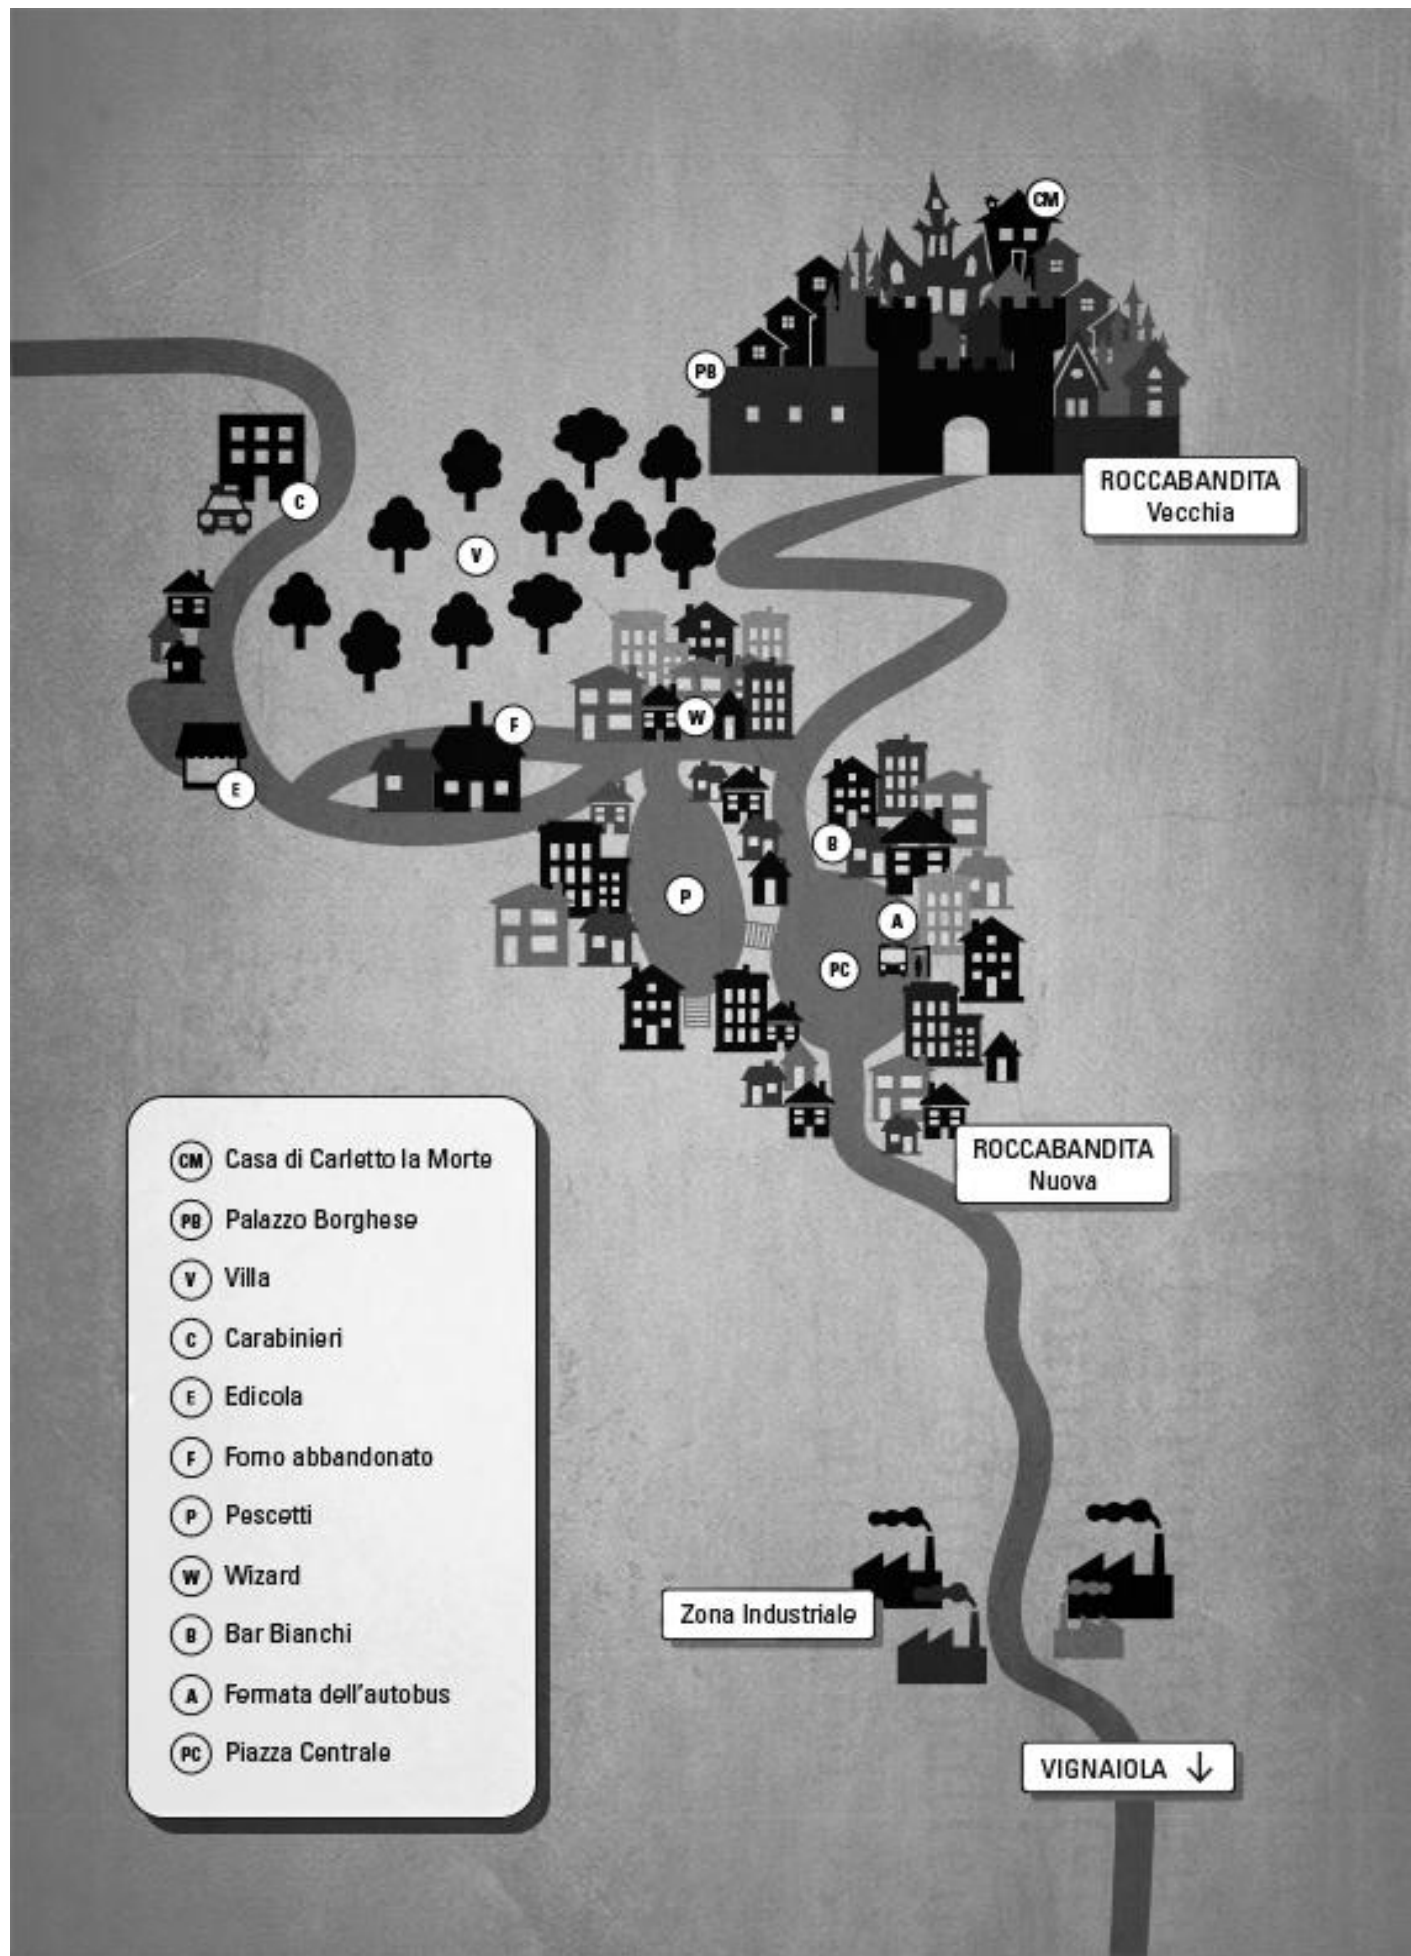 CM
PB
ROCCABANDITA
Vecchia
C
V
F
W
E
B
P
A
PC
ROCCABANDITA
Nuova
CM Casa di Carletto la Morte
PB Palazzo Borghese
V Villa
C Carabinieri
E Edicola
F Forno abbandonato
P Pescetti
W Wizard
B Bar Bianchi
A Fermata dell'autobus
PC Piazza Centrale
Zona Industriale
VIGNAIOLA ↓